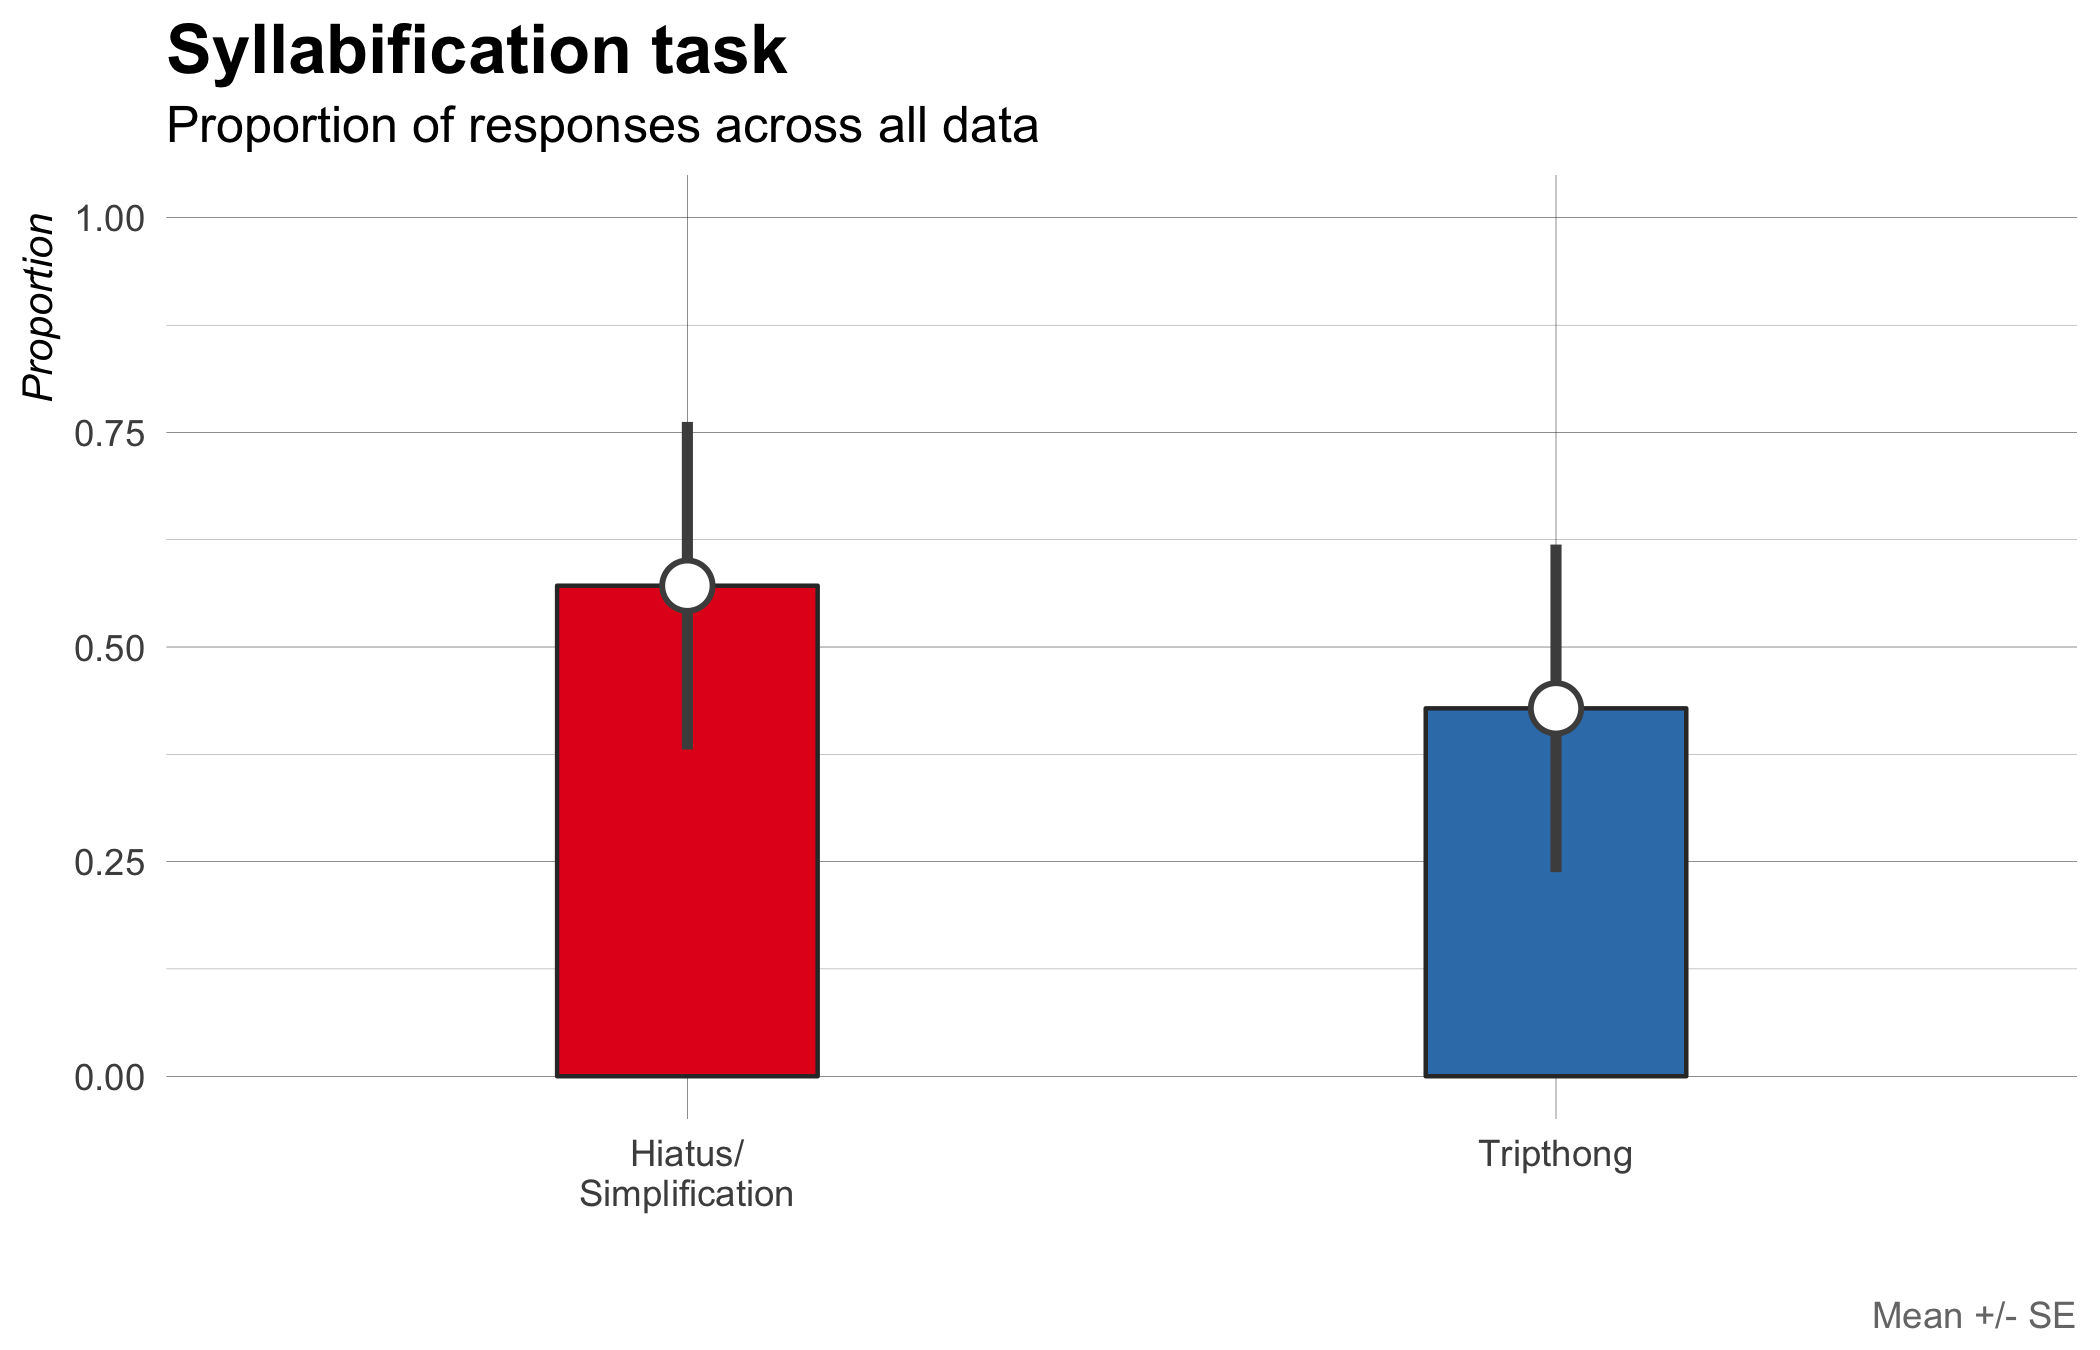 Syllabification task
Proportion of responses across all data
Proportion
1.00
0.75
0.50
0.25
0.00
Hiatus/
Simplification
Tripthong
Mean +/- SE